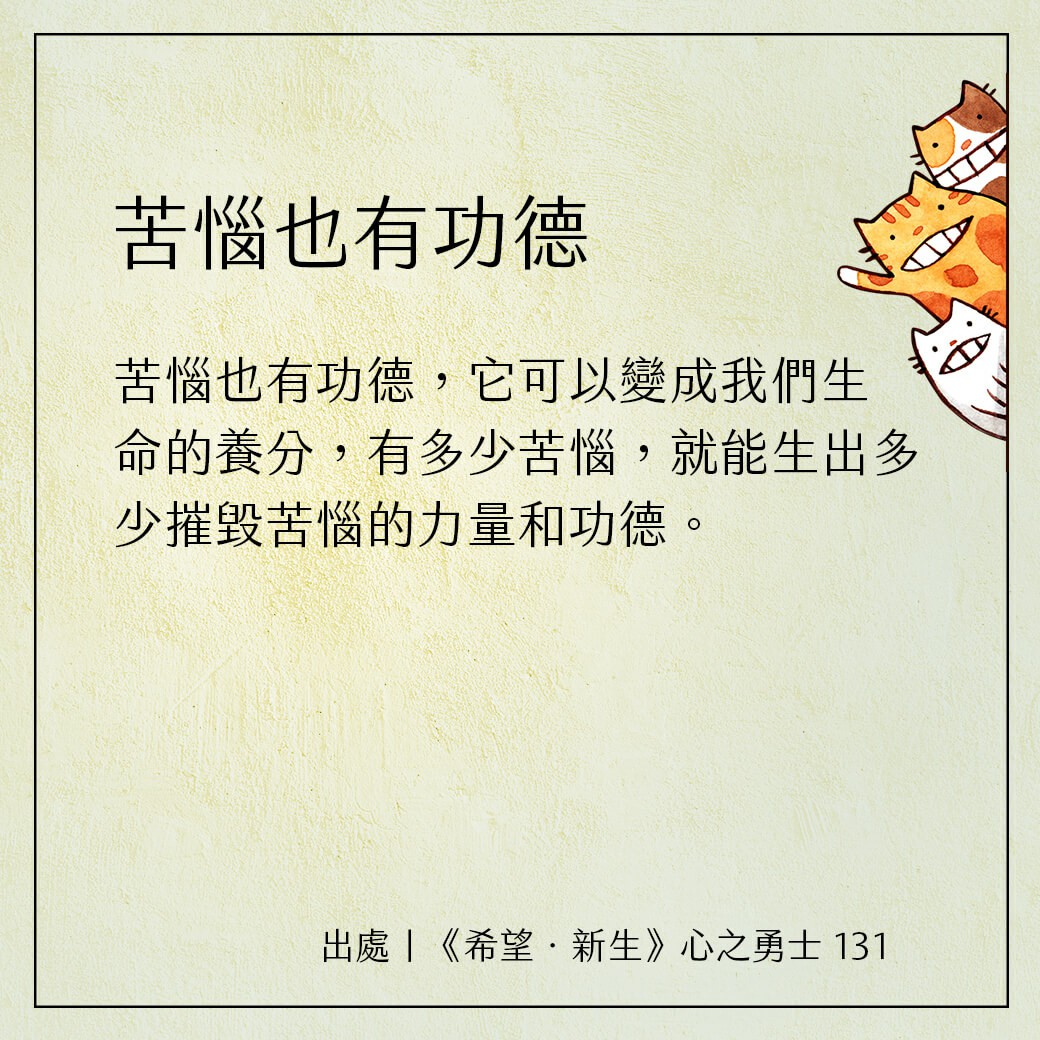 苦惱也有功德
苦惱也有功德，它可以變成我們生
命的養分，有多少苦惱，就能生出多
少摧毀苦惱的力量和功德。
出處 | 《希望．新生》心之勇士 131